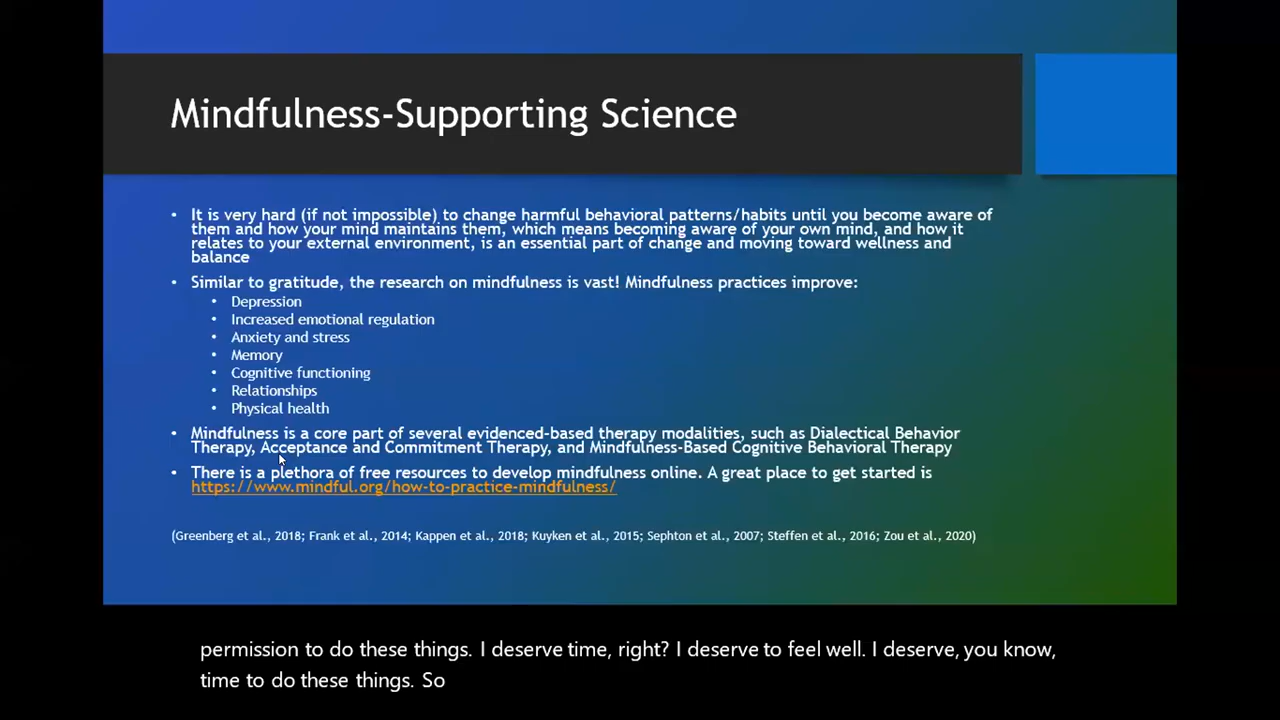 Mindfulness-Supporting Science
• It is very hard (if not impossible) to change harmful behavioral patterns/habits until you become aware of
them and how your mind maintains them, which means becoming aware of your own mind, and how it
relates to your external environment, is an essential part of change and moving toward wellness and
balance
• Similar to gratitude, the research on mindfulness is vast! Mindfulness practices improve:
• Depression
• Increased emotional regulation
• Anxiety and stress
• Memory
• Cognitive functioning
• Relationships
• Physical health
• Mindfulness is a core part of several evidenced-based therapy modalities, such as Dialectical Behavior
Therapy, Acceptance and Commitment Therapy, and Mindfulness-Based Cognitive Behavioral Therapy
• There is a plethora of free resources to develop mindfulness online. A great place to get started is
https://www.mindful.org/how-to-practice-mindfulness/
(Greenberg et al., 2018; Frank et al., 2014; Kappen et al., 2018; Kuyken et al., 2015; Sephton et al., 2007; Steffen et al., 2016; Zou et al., 2020)
permission to do these things. I deserve time, right? I deserve to feel well. I deserve, you know,
time to do these things. So